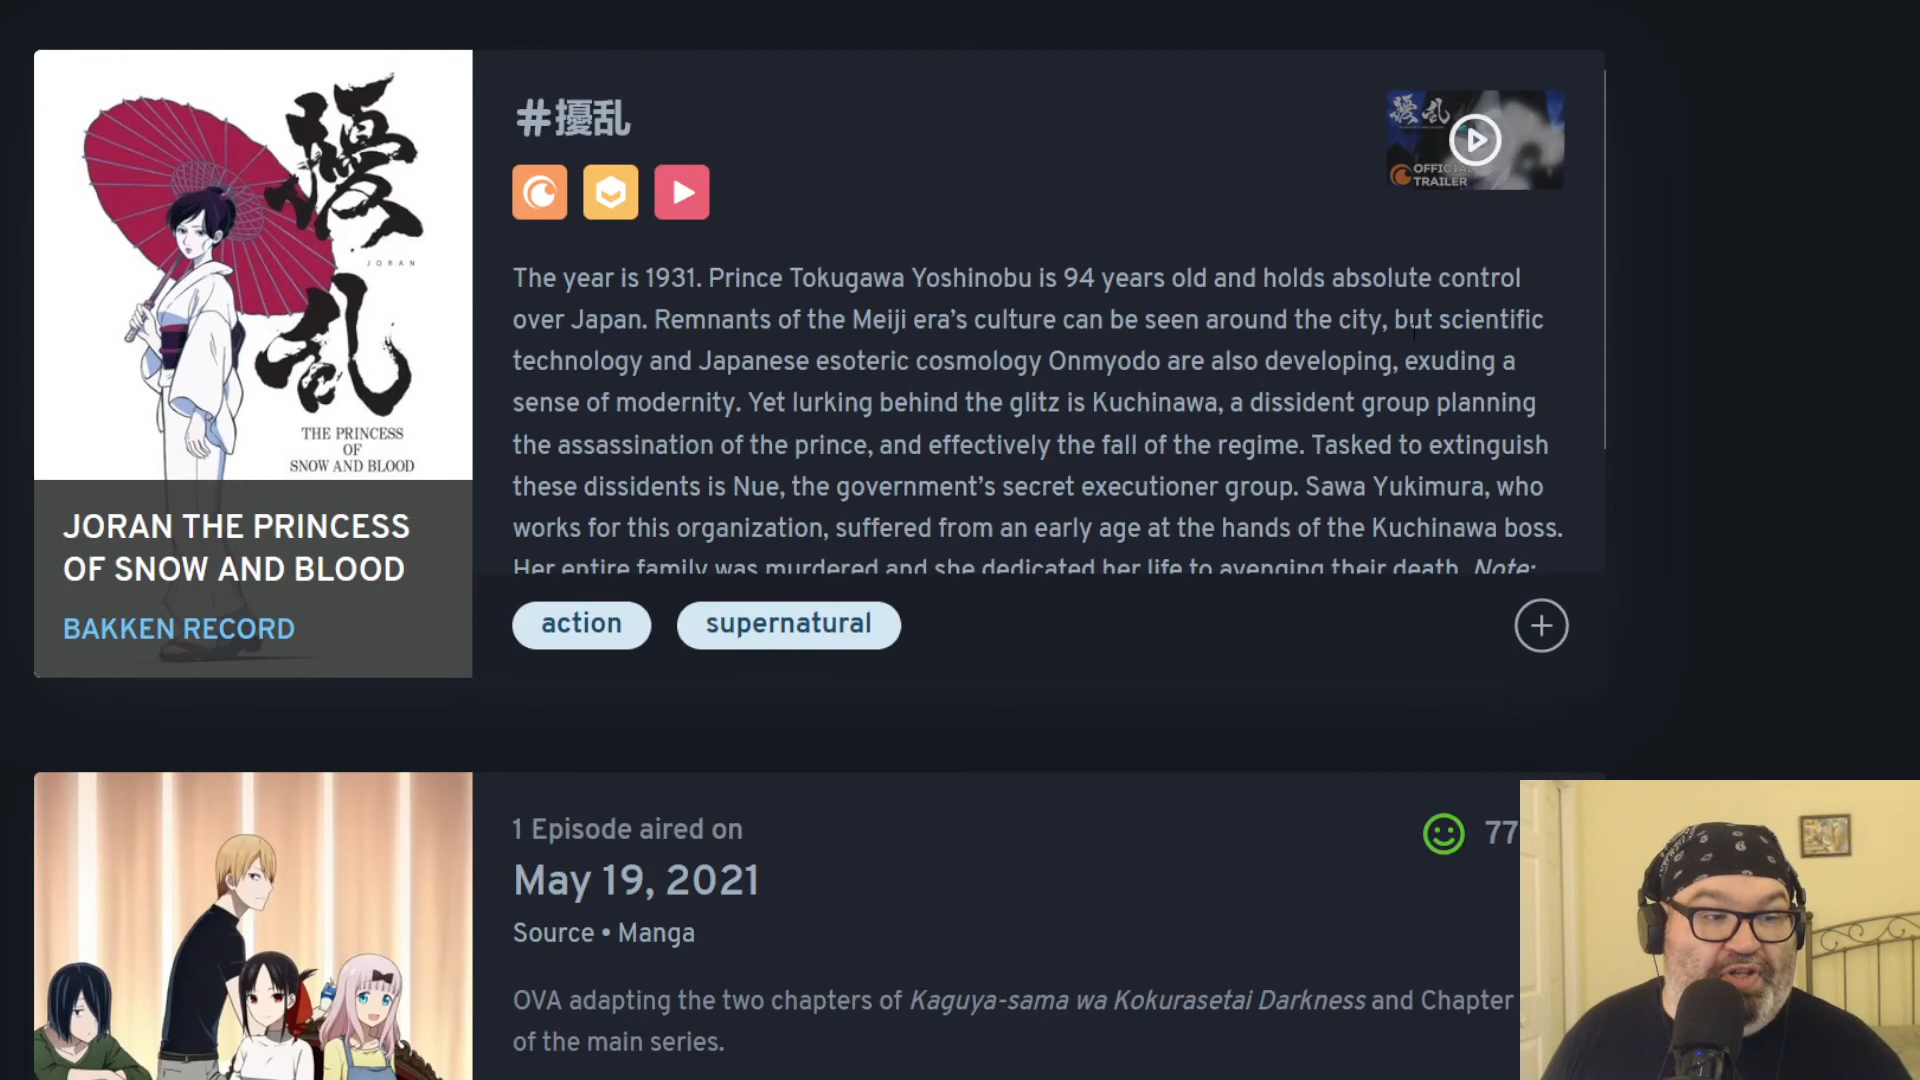 擾乱
JORAN
THE PRINCESS
OF
SNOW AND BLOOD
JORAN THE PRINCESS
OF SNOW AND BLOOD
BAKKEN RECORD
#擾乱
擾乱
OFFICIAL
TRAILER
The year is 1931. Prince Tokugawa Yoshinobu is 94 years old and holds absolute control
over Japan. Remnants of the Meiji era’s culture can be seen around the city, but scientific
technology and Japanese esoteric cosmology Onmyodo are also developing, exuding a
sense of modernity. Yet lurking behind the glitz is Kuchinawa, a dissident group planning
the assassination of the prince, and effectively the fall of the regime. Tasked to extinguish
these dissidents is Nue, the government’s secret executioner group. Sawa Yukimura, who
works for this organization, suffered from an early age at the hands of the Kuchinawa boss.
Her entire family was murdered and she dedicated her life to avenging their death. Note:
action
supernatural
1 Episode aired on
May 19, 2021
Source • Manga
77
OVA adapting the two chapters of Kaguya-sama wa Kokurasetai Darkness and Chapter
of the main series.